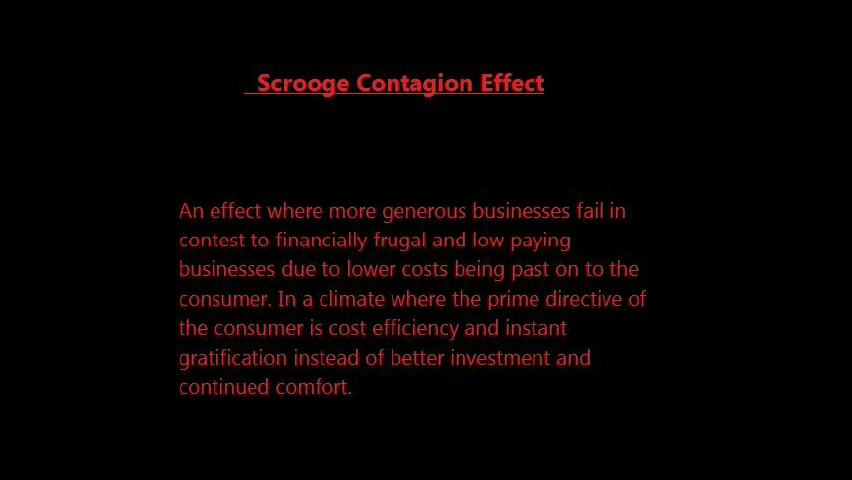 Scrooge Contagion Effect
An effect where more generous businesses fail in
contest to financially frugal and low paying
businesses due to lower costs being past on to the
consumer. In a climate where the prime directive of
the consumer is cost efficiency and instant
gratification instead of better investment and
continued comfort.